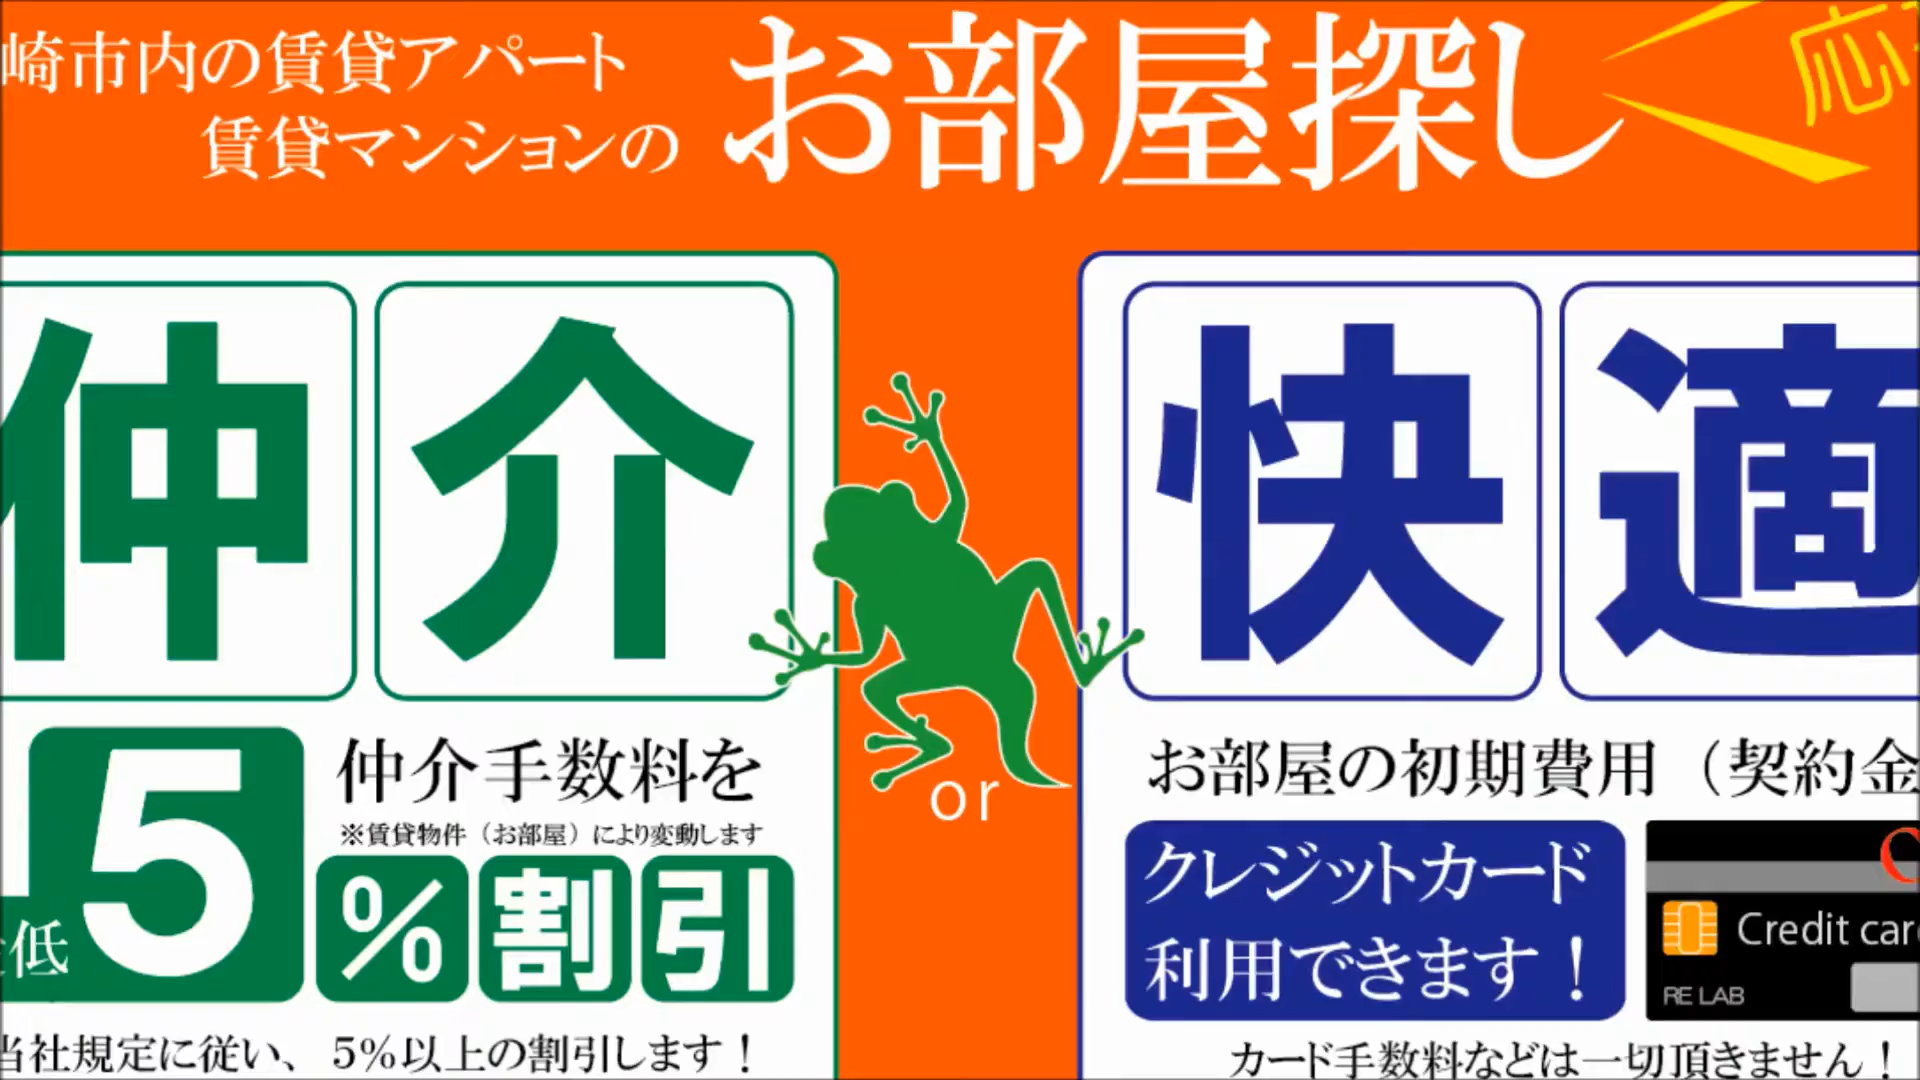 崎市内の賃貸アパート
賃貸マンションの
お部屋探し
応
仲介
快適
5
低
仲介手数料を
※賃貸物件（お部屋）により変動します
%割引
当社規定に従い、5%以上の割引します！
or
お部屋の初期費用（契約金
クレジットカード
利用できます！
Credit car
RE LAB
カード手数料などは一切頂きません！